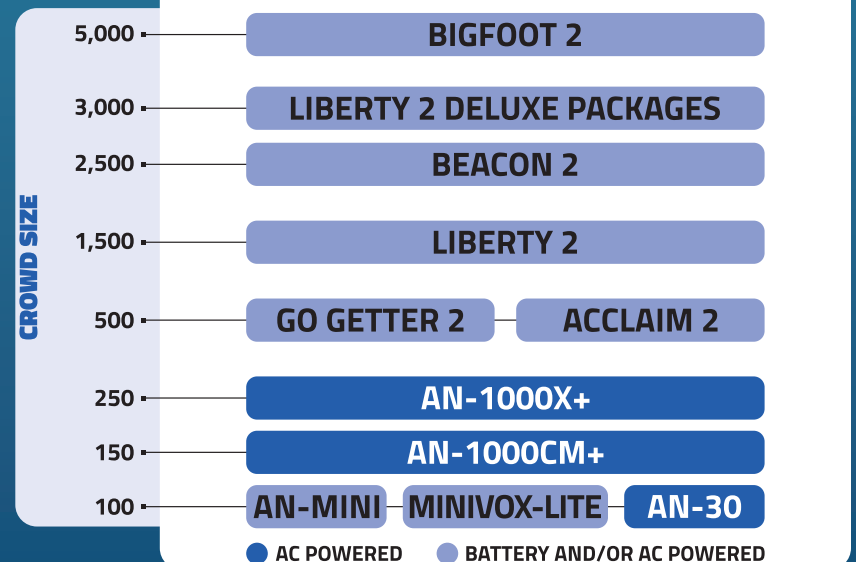 CROWD SIZE
5,000 BIGFOOT 2
3,000 LIBERTY 2 DELUXE PACKAGES
2,500 BEACON 2
1,500 LIBERTY 2
500 GO GETTER 2 ACCLAIM 2
250 AN-1000X+
150 AN-1000CM+
100 AN-MINI MINIVOX-LITE AN-30
AC POWERED BATTERY AND/OR AC POWERED